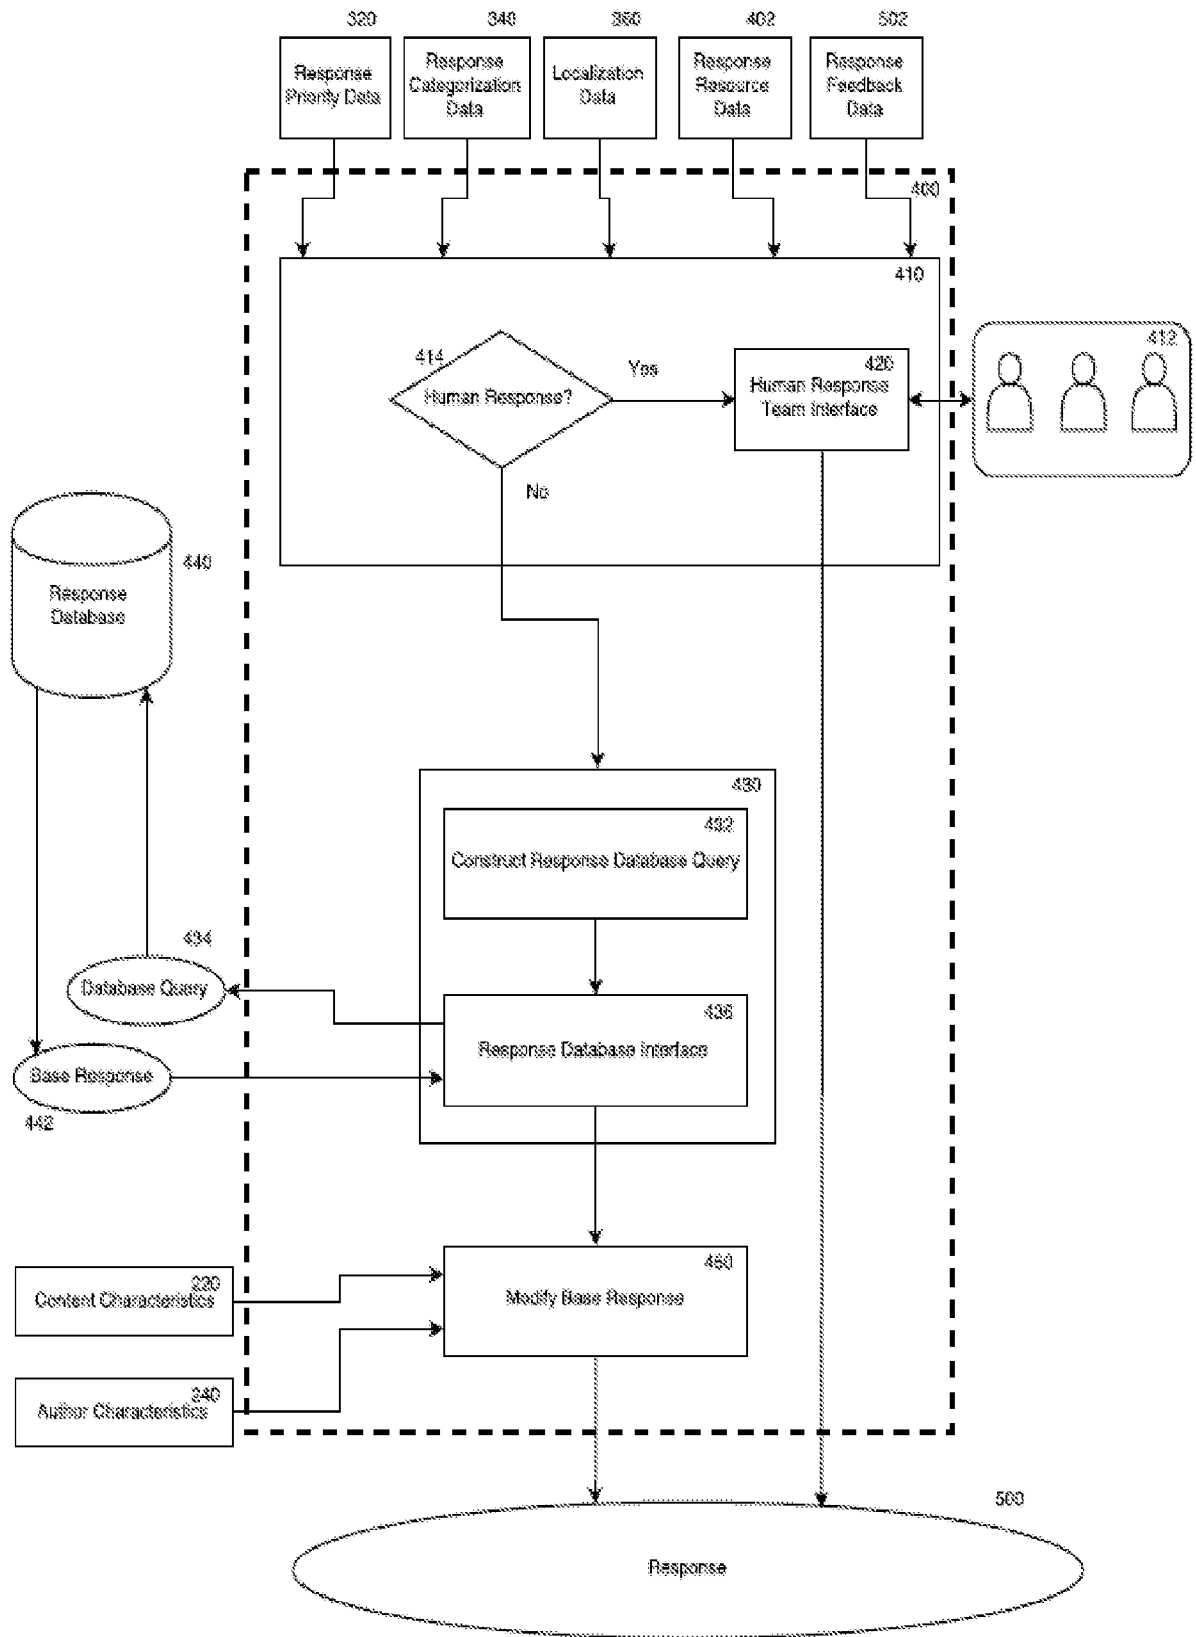 320
340
360
402
502
Response
Priority Data
Response
Categorization
Data
Localization
Data
Response
Resource
Data
Response
Feedback
Data
400
410
414
Human Response?
Yes
No
420
Human Response
Team Interface
412
440
Response
Database
430
432
Construct Response Database Query
434
Database Query
436
Response Database Interface
Base Response
442
220
Content Characteristics
450
Modify Base Response
240
Author Characteristics
500
Response